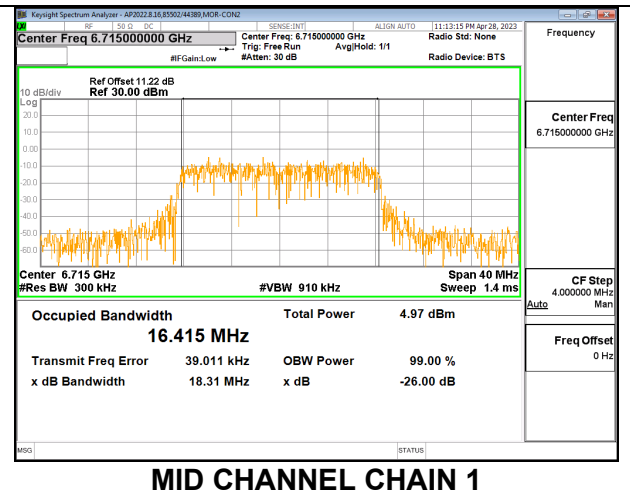 Keysight Spectrum Analyzer - AP2022.8.16,85502/44389,MOR-CON2
RF 50 Ω DC SENSE:INT ALIGN AUTO 11:13:15 PM Apr 28, 2023
Center Freq 6.715000000 GHz
Center Freq: 6.715000000 GHz Radio Std: None
Trig: Free Run Avg|Hold: 1/1
#IFGain:Low #Atten: 30 dB Radio Device: BTS
Frequency
Ref Offset 11.22 dB
10 dB/div Ref 30.00 dBm
Log
20.0
10.0
0.00
-10.0
-20.0
-30.0
-40.0
-50.0
-60.0
Center Freq
6.715000000 GHz
Center 6.715 GHz Span 40 MHz
#Res BW 300 kHz #VBW 910 kHz Sweep 1.4 ms
CF Step
4.000000 MHz
Auto Man
Occupied Bandwidth Total Power 4.97 dBm
16.415 MHz
Freq Offset
0 Hz
Transmit Freq Error 39.011 kHz OBW Power 99.00 %
x dB Bandwidth 18.31 MHz x dB -26.00 dB
MSG STATUS
MID CHANNEL CHAIN 1